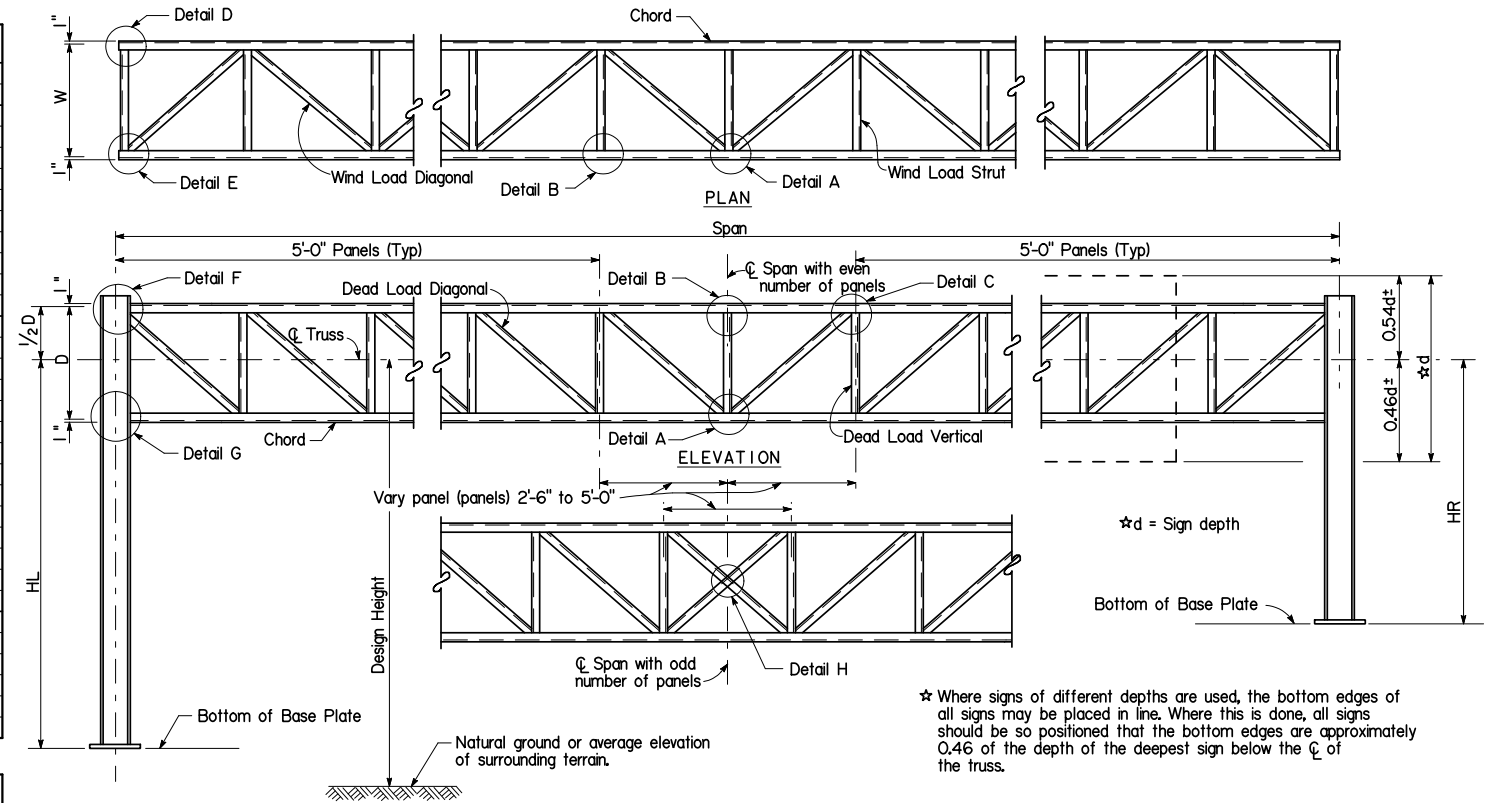 1"
Detail D
Chord
W
1"
Detail E
Wind Load Diagonal
Detail B
Detail A
Wind Load Strut
PLAN
Span
5'-0" Panels (Typ)
5'-0" Panels (Typ)
1"
Detail F
Dead Load Diagonal
Detail B
℄ Span with even
number of panels
Detail C
½ D
D
℄ Truss
0.54d±
☆d
0.46d±
1"
Chord
Detail G
Detail A
Dead Load Vertical
ELEVATION
Vary panel (panels) 2'-6" to 5'-0"
☆d = Sign depth
HR
HL
Design Height
Bottom of Base Plate
℄ Span with odd
number of panels
Detail H
Bottom of Base Plate
Natural ground or average elevation
of surrounding terrain.
☆ Where signs of different depths are used, the bottom edges of
all signs may be placed in line. Where this is done, all signs
should be so positioned that the bottom edges are approximately
0.46 of the depth of the deepest sign below the ℄ of
the truss.